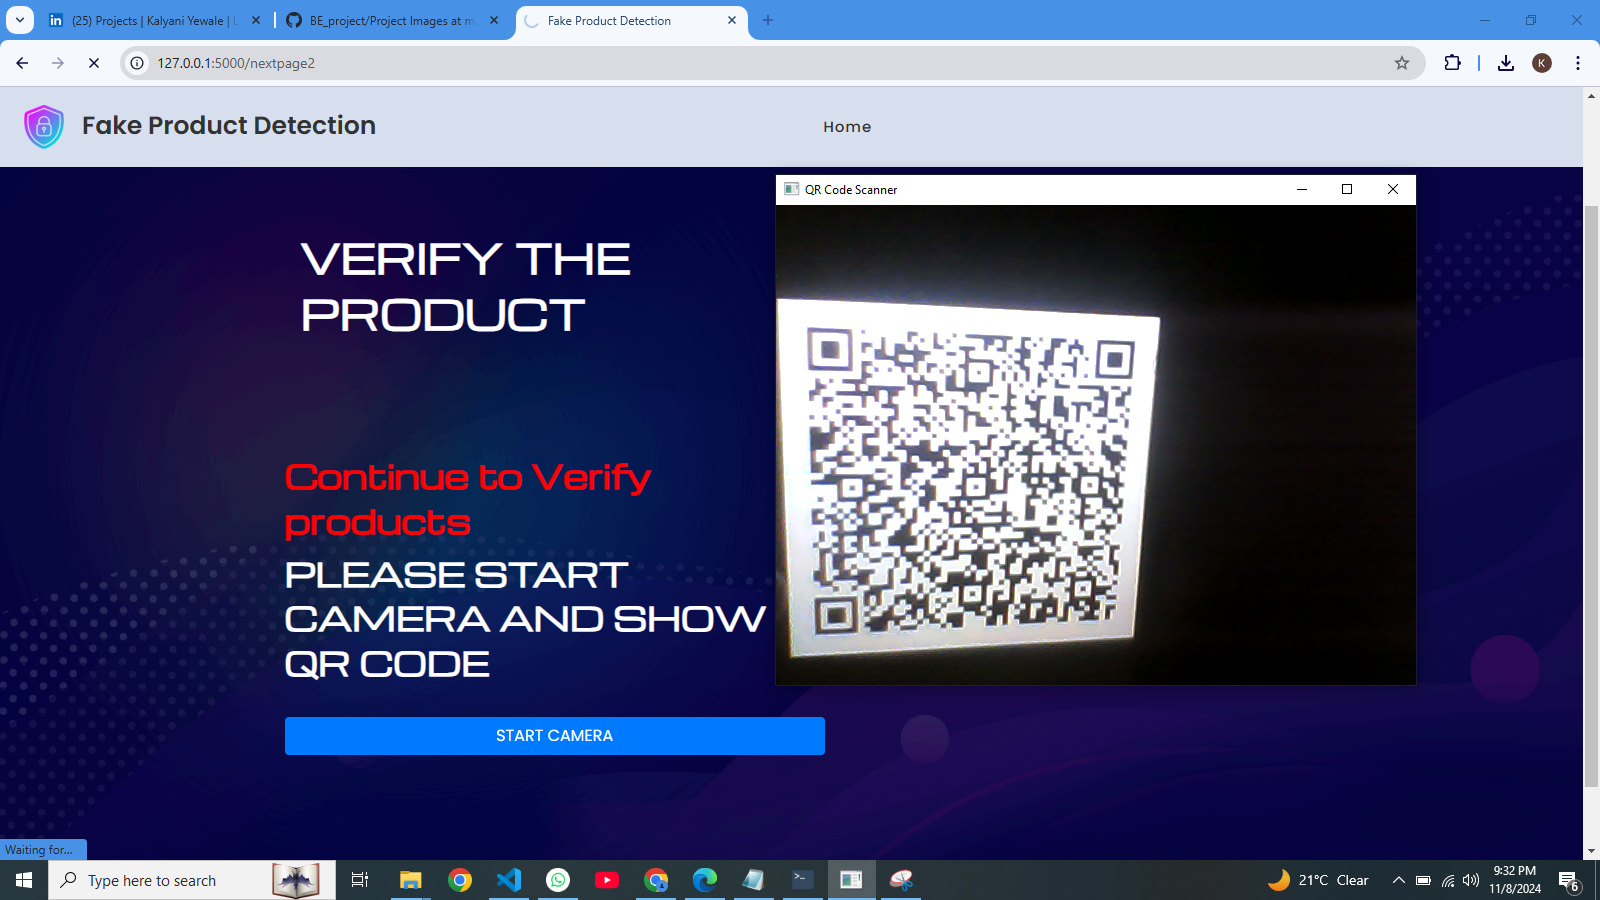 (25) Projects | Kalyani Yewale | L
BE_project/Project Images at m
Fake Product Detection
127.0.0.1:5000/nextpage2
K
Fake Product Detection
Home
QR Code Scanner
VERIFY THE
PRODUCT
Continue to Verify
products
PLEASE START
CAMERA AND SHOW
QR CODE
START CAMERA
Waiting for...
Type here to search
21°C Clear
9:32 PM
11/8/2024
6